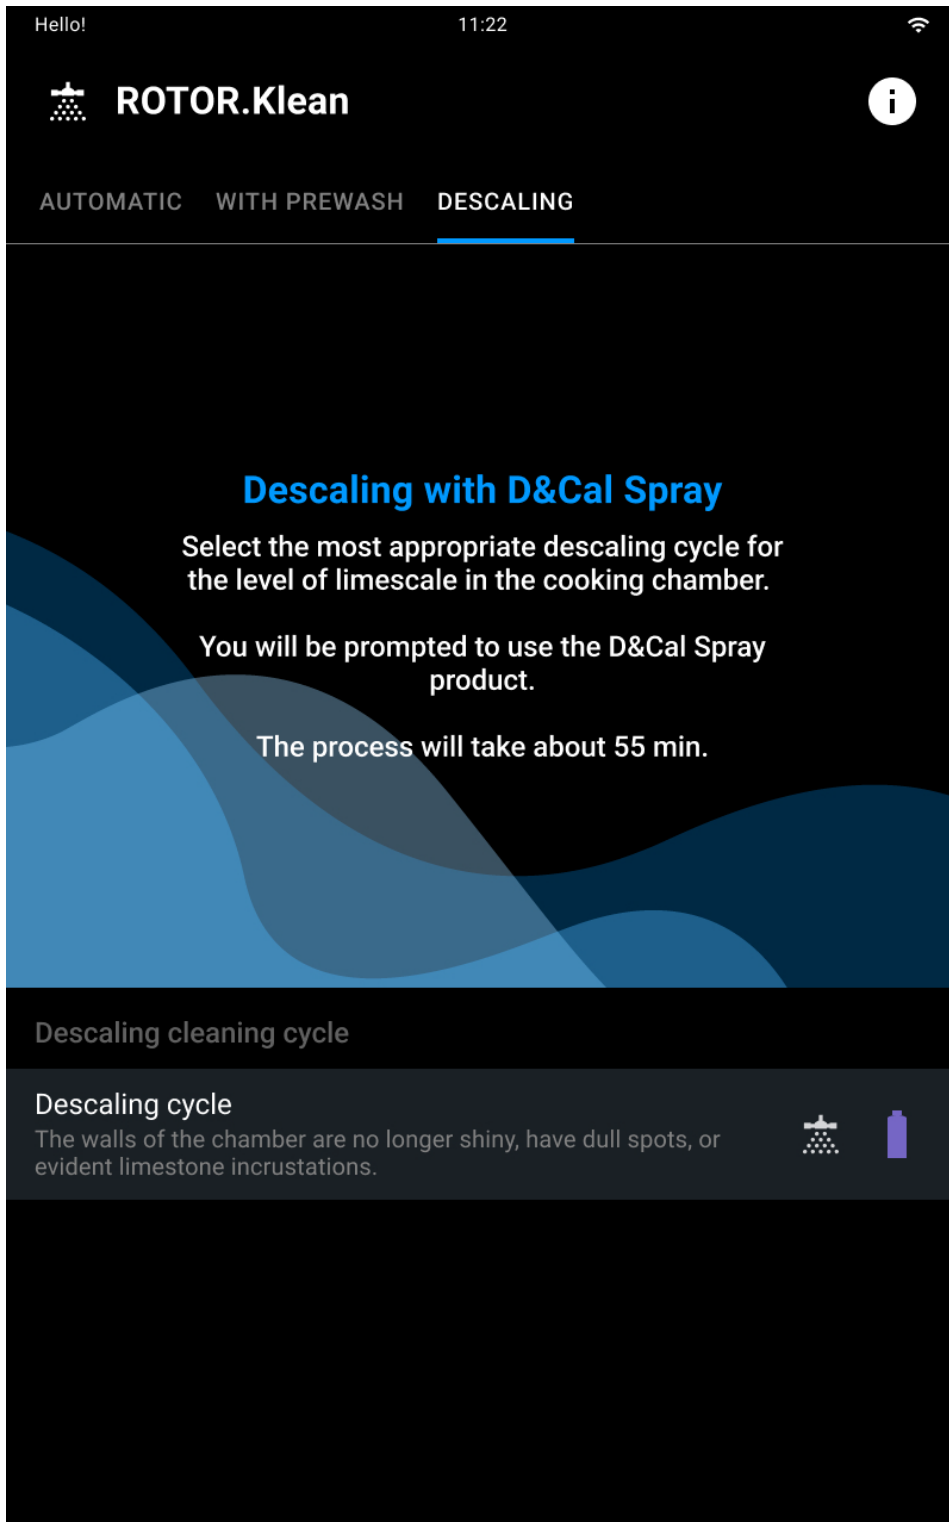 Hello!
11:22
ROTOR.Klean
AUTOMATIC
WITH PREWASH
DESCALING
Descaling with D&Cal Spray
Select the most appropriate descaling cycle for
the level of limescale in the cooking chamber.
You will be prompted to use the D&Cal Spray
product.
The process will take about 55 min.
Descaling cleaning cycle
Descaling cycle
The walls of the chamber are no longer shiny, have dull spots, or
evident limestone incrustations.